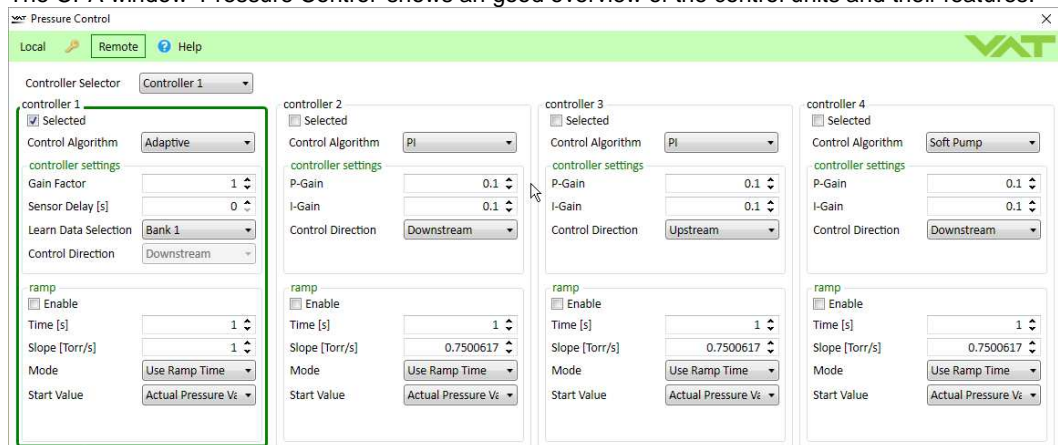 The CPA window 'Pressure Control' shows an good overview of the control units and their features.
VAT Pressure Control
Local Remote Help VAT
Controller Selector Controller 1
controller 1 controller 2 controller 3 controller 4
Selected Selected Selected Selected
Control Algorithm Adaptive Control Algorithm PI Control Algorithm PI Control Algorithm Soft Pump
controller settings controller settings controller settings controller settings
Gain Factor 1 P-Gain 0.1 P-Gain 0.1 P-Gain 0.1
Sensor Delay [s] 0 I-Gain 0.1 I-Gain 0.1 I-Gain 0.1
Learn Data Selection Bank 1 Control Direction Downstream Control Direction Upstream Control Direction Downstream
Control Direction Downstream
ramp ramp ramp ramp
Enable Enable Enable Enable
Time [s] 1 Time [s] 1 Time [s] 1 Time [s] 1
Slope [Torr/s] 1 Slope [Torr/s] 0.7500617 Slope [Torr/s] 0.7500617 Slope [Torr/s] 0.7500617
Mode Use Ramp Time Mode Use Ramp Time Mode Use Ramp Time Mode Use Ramp Time
Start Value Actual Pressure Va Start Value Actual Pressure Va Start Value Actual Pressure Va Start Value Actual Pressure Va